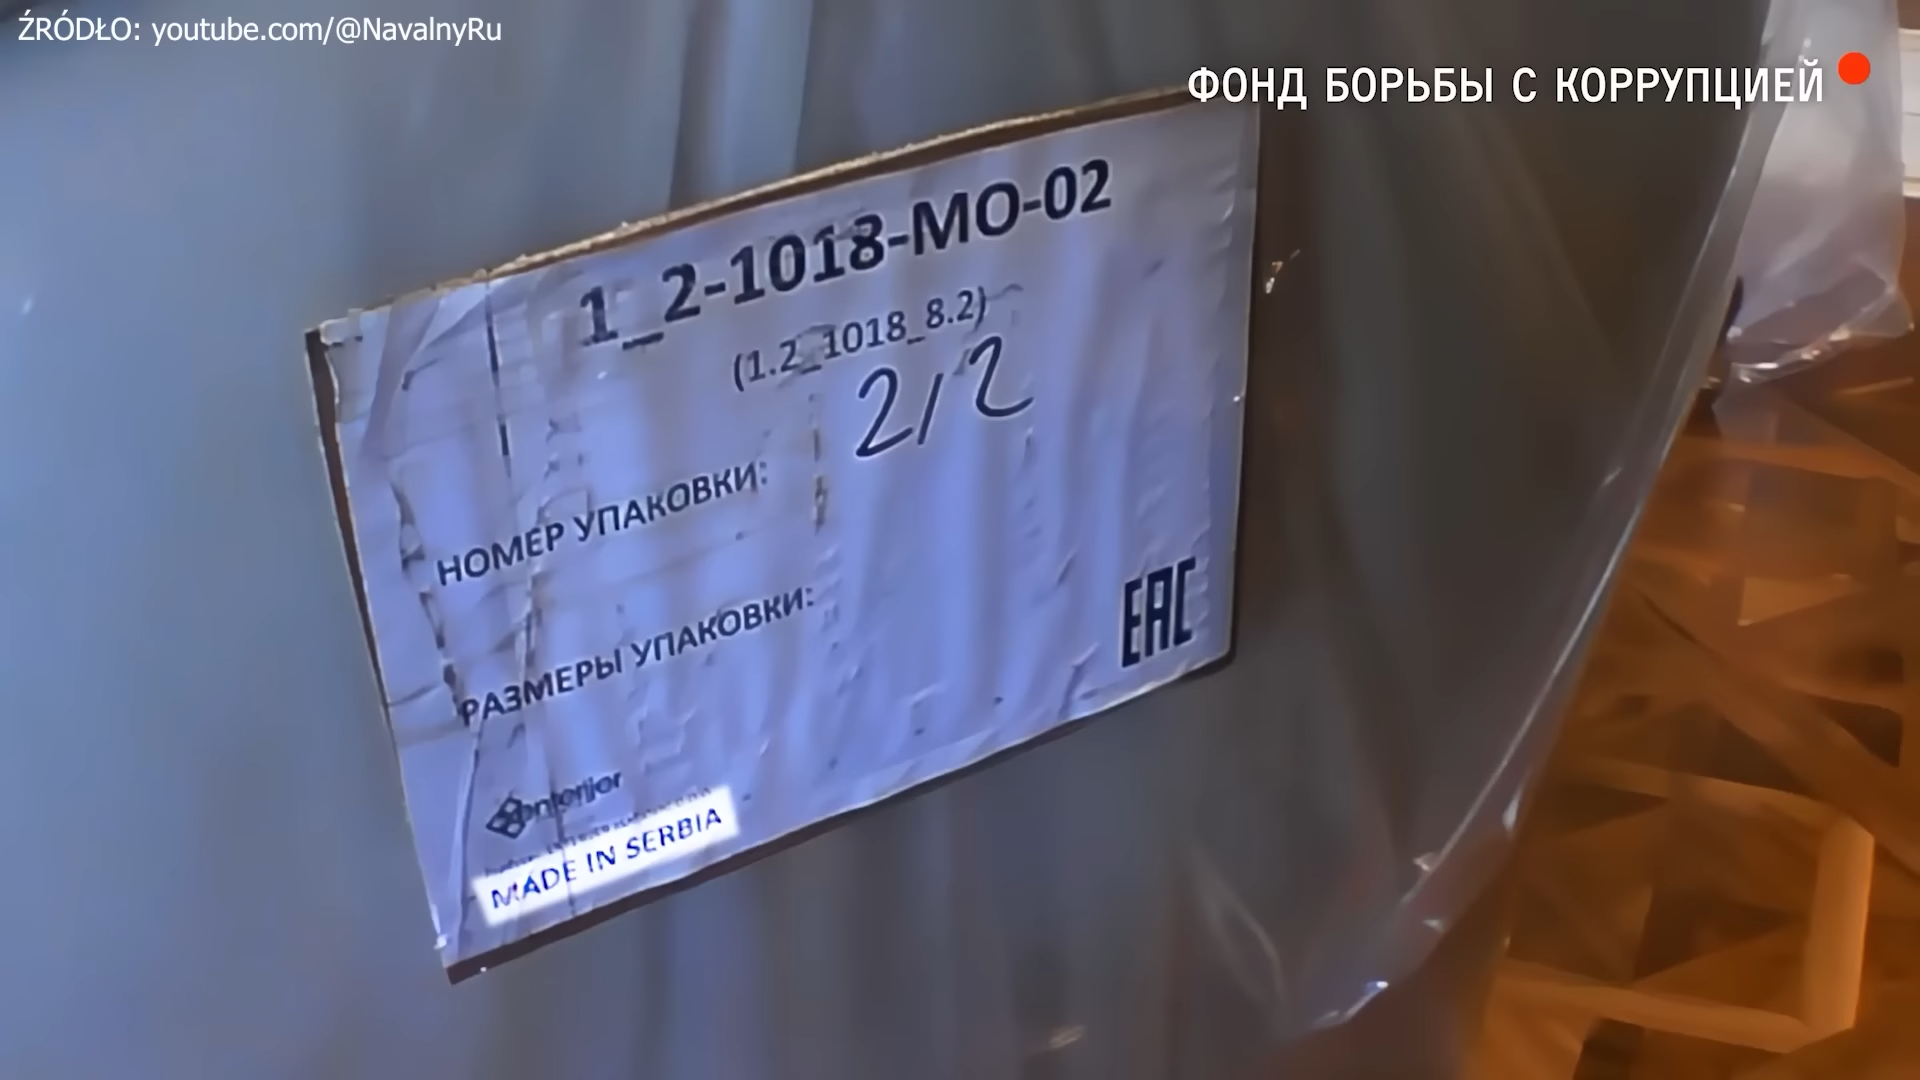 ŹRÓDŁO: youtube.com/@NavalnyRu
ФОНД БОРЬБЫ С КОРРУПЦИЕЙ
1_2-1018-МО-02
(1.2_1018_8.2)
2/2
НОМЕР УПАКОВКИ:
РАЗМЕРЫ УПАКОВКИ:
EAC
MADE IN SERBIA